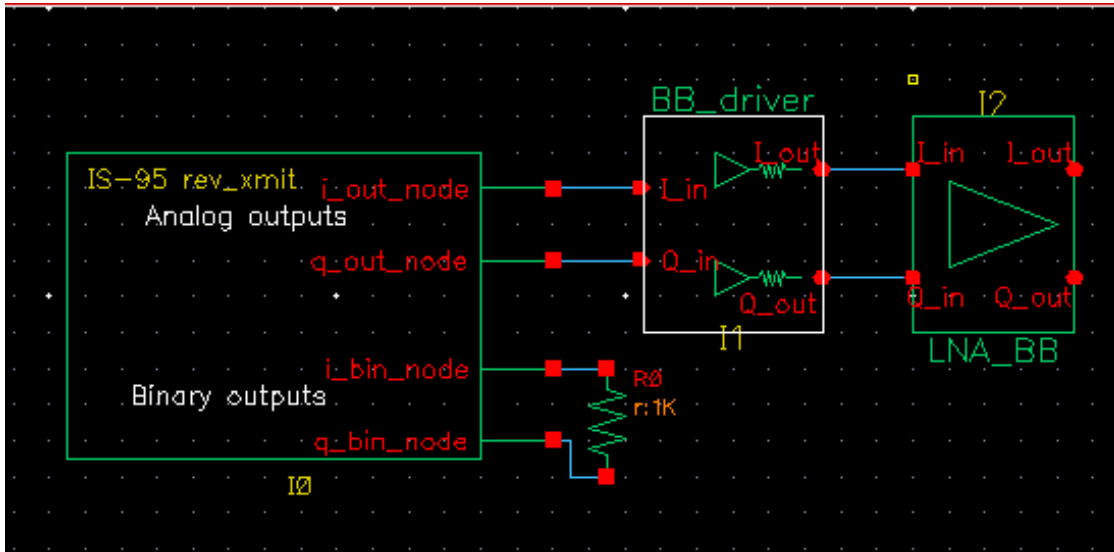 BB_driver
I2
IS-95 rev_xmit
i_out_node
Analog outputs
I_in
I_out
I_in
I_out
q_out_node
Q_in
Q_out
Q_in
Q_out
I1
LNA_BB
i_bin_node
Binary outputs
R0
r:1K
q_bin_node
I0